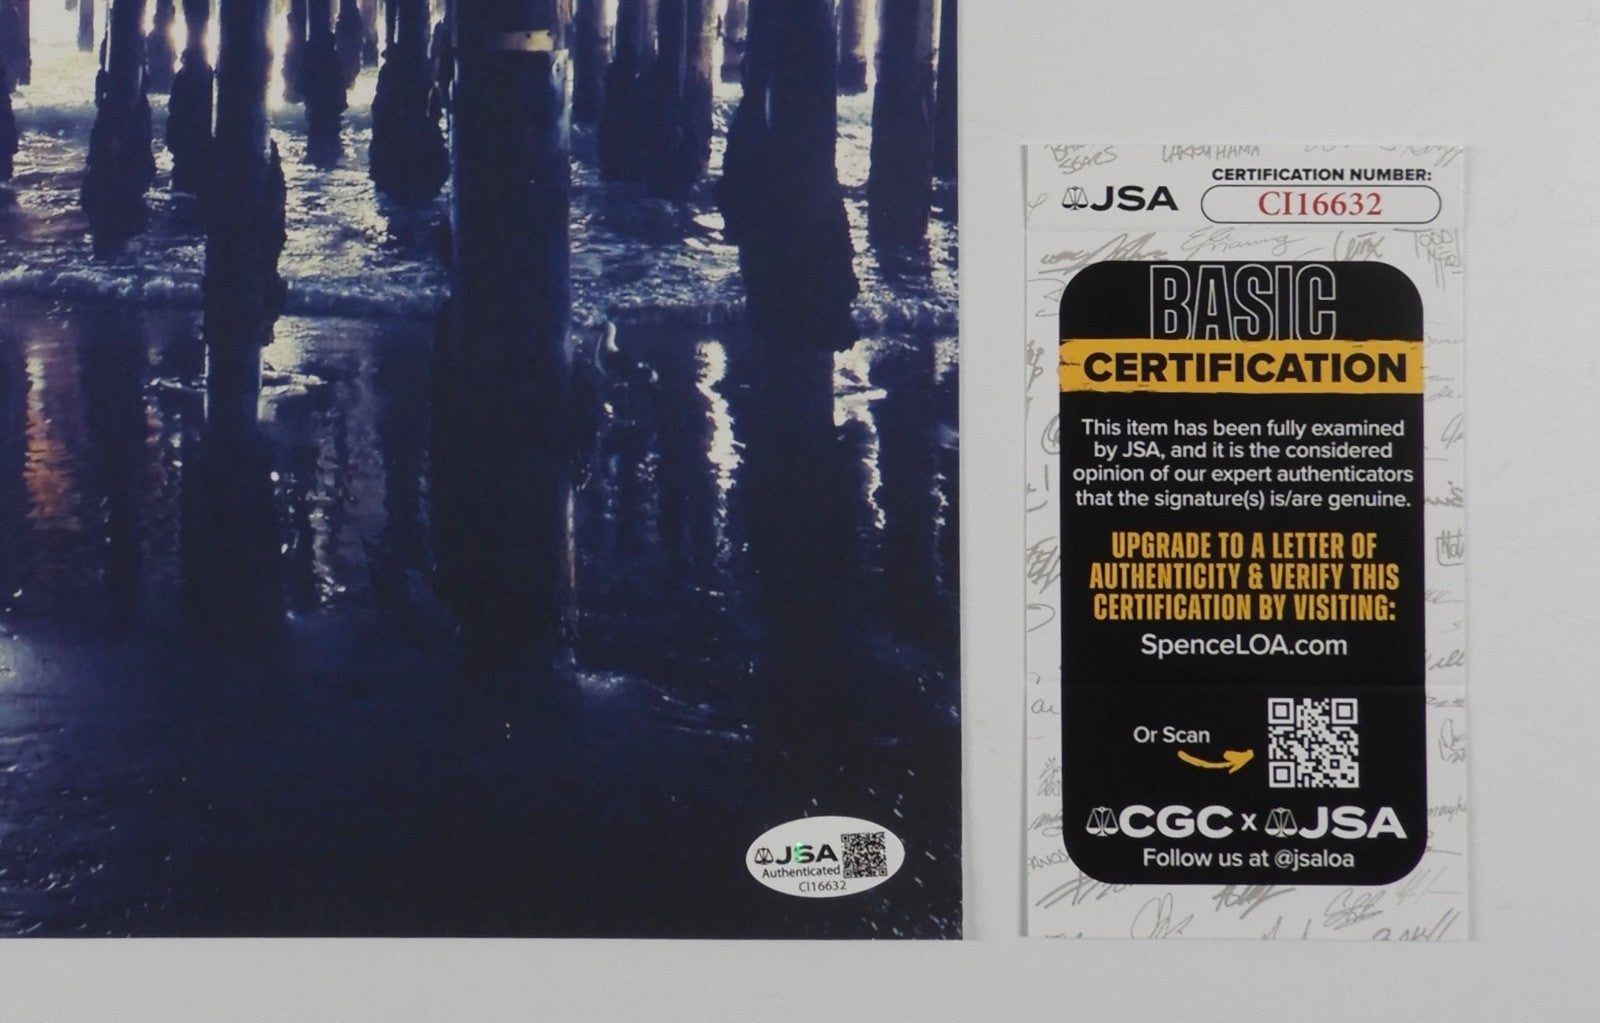 LARRY HAMA
JSA
CERTIFICATION NUMBER:
CI16632
BASIC
CERTIFICATION
This item has been fully examined
by JSA, and it is the considered
opinion of our expert authenticators
that the signature(s) is/are genuine.
UPGRADE TO A LETTER OF
AUTHENTICITY & VERIFY THIS
CERTIFICATION BY VISITING:
SpenceLOA.com
Or Scan
CGC x JSA
Follow us at @jsaloa
JSA
Authenticated
CI16632